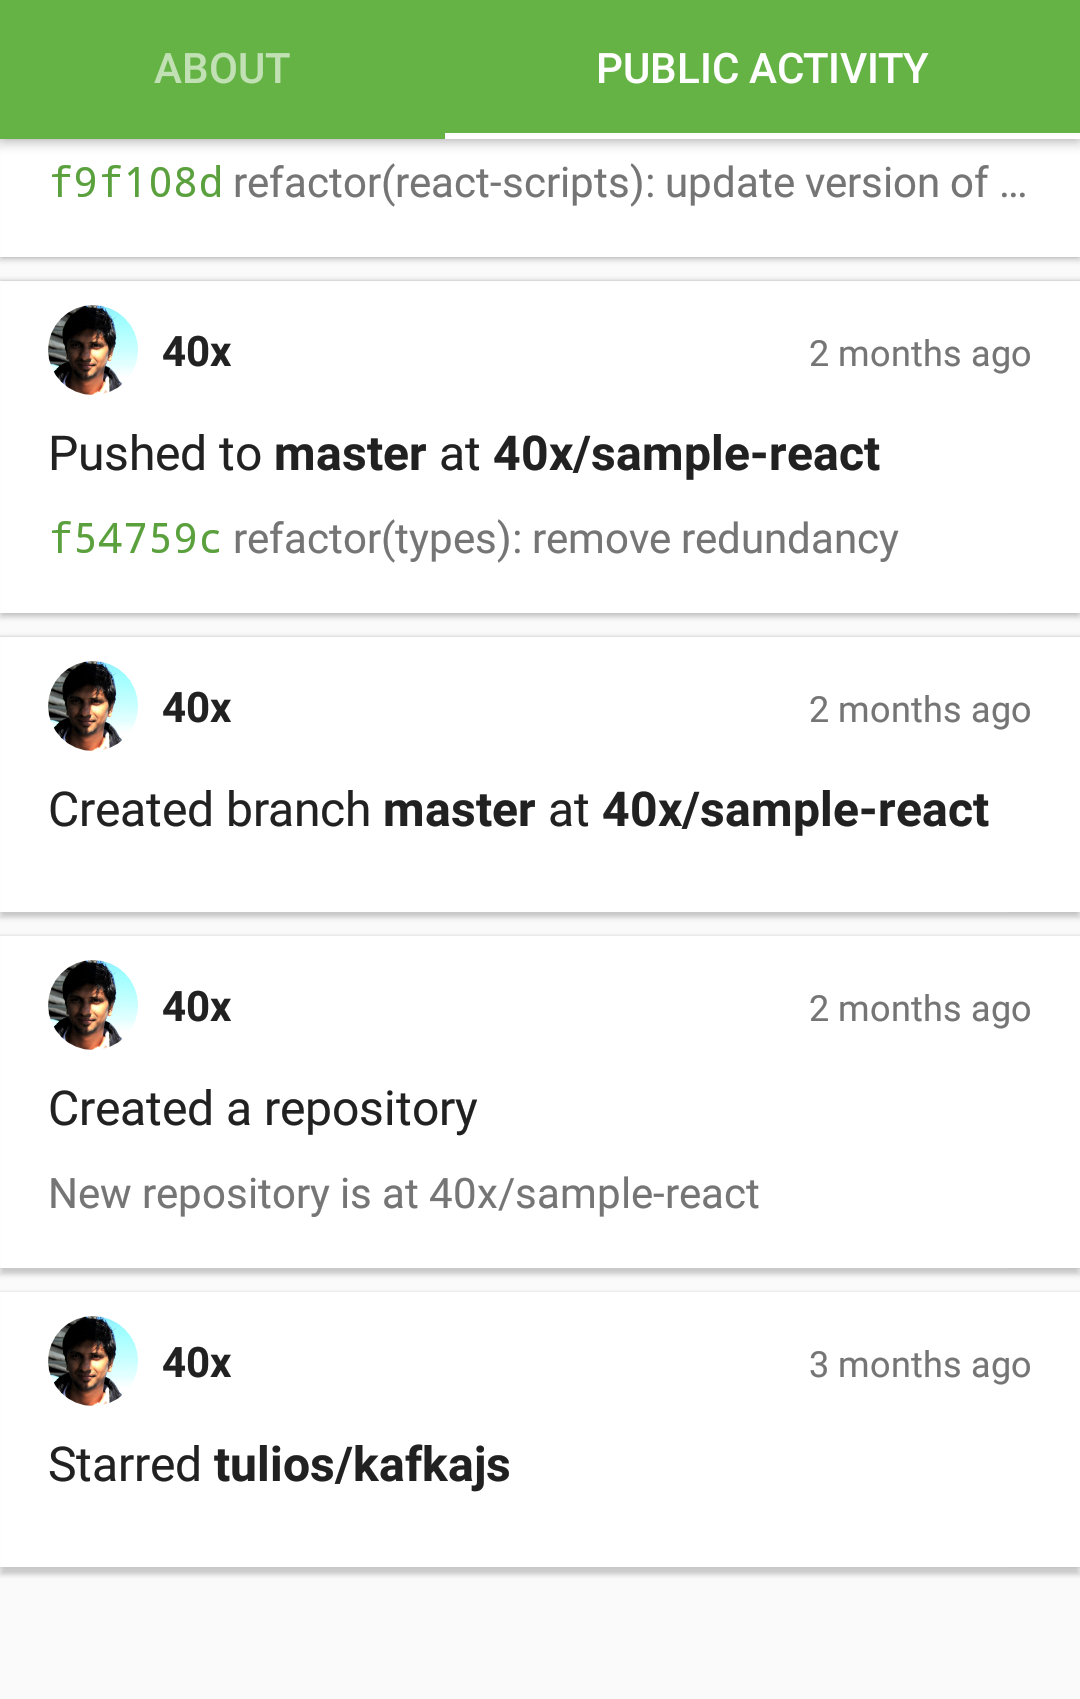 ABOUT PUBLIC ACTIVITY
f9f108d refactor(react-scripts): update version of ...
40x 2 months ago
Pushed to master at 40x/sample-react
f54759c refactor(types): remove redundancy
40x 2 months ago
Created branch master at 40x/sample-react
40x 2 months ago
Created a repository
New repository is at 40x/sample-react
40x 3 months ago
Starred tulios/kafkajs